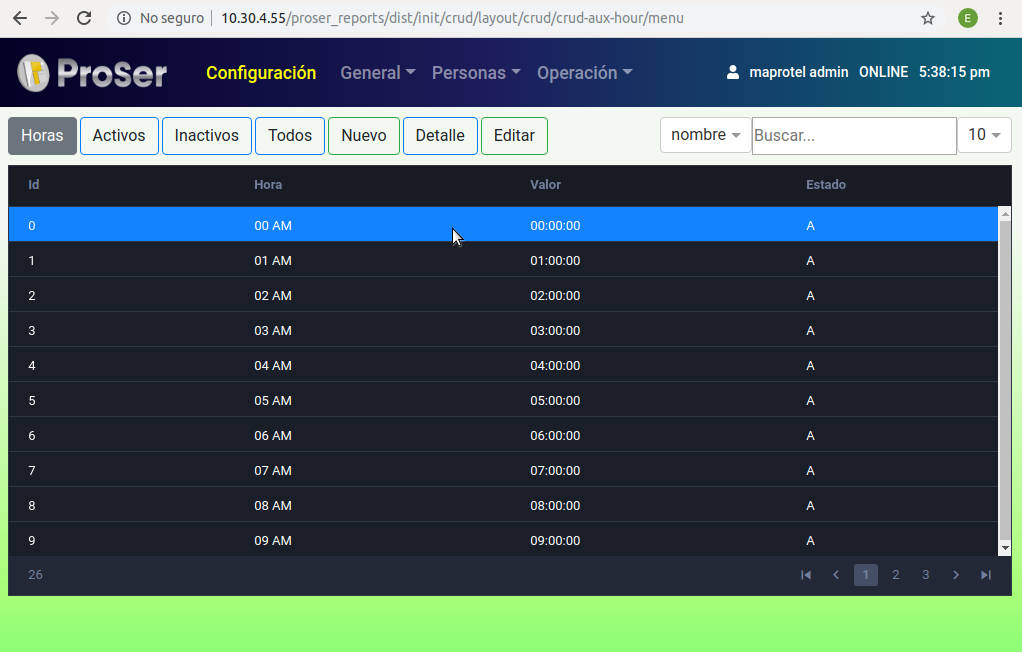 No seguro 10.30.4.55/proser_reports/dist/init/crud/layout/crud/crud-aux-hour/menu E
ProSer Configuración General Personas Operación maprotel admin ONLINE 5:38:15 pm
Horas Activos Inactivos Todos Nuevo Detalle Editar nombre Buscar... 10
Id Hora Valor Estado
0 00 AM 00:00:00 A
1 01 AM 01:00:00 A
2 02 AM 02:00:00 A
3 03 AM 03:00:00 A
4 04 AM 04:00:00 A
5 05 AM 05:00:00 A
6 06 AM 06:00:00 A
7 07 AM 07:00:00 A
8 08 AM 08:00:00 A
9 09 AM 09:00:00 A
26 1 2 3